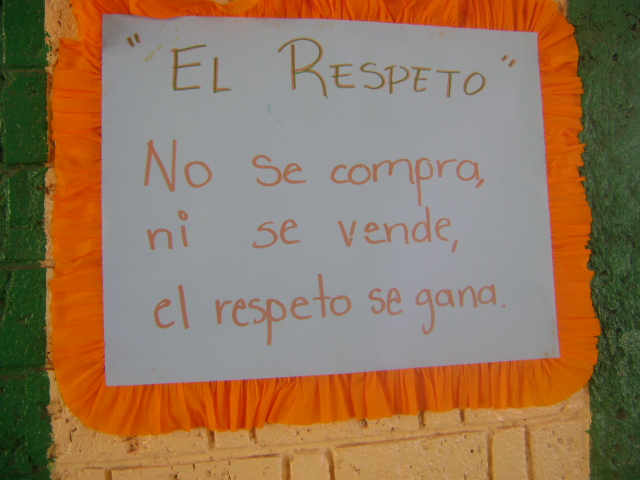 "EL RESPETO"
No se compra,
ni se vende,
el respeto se gana.